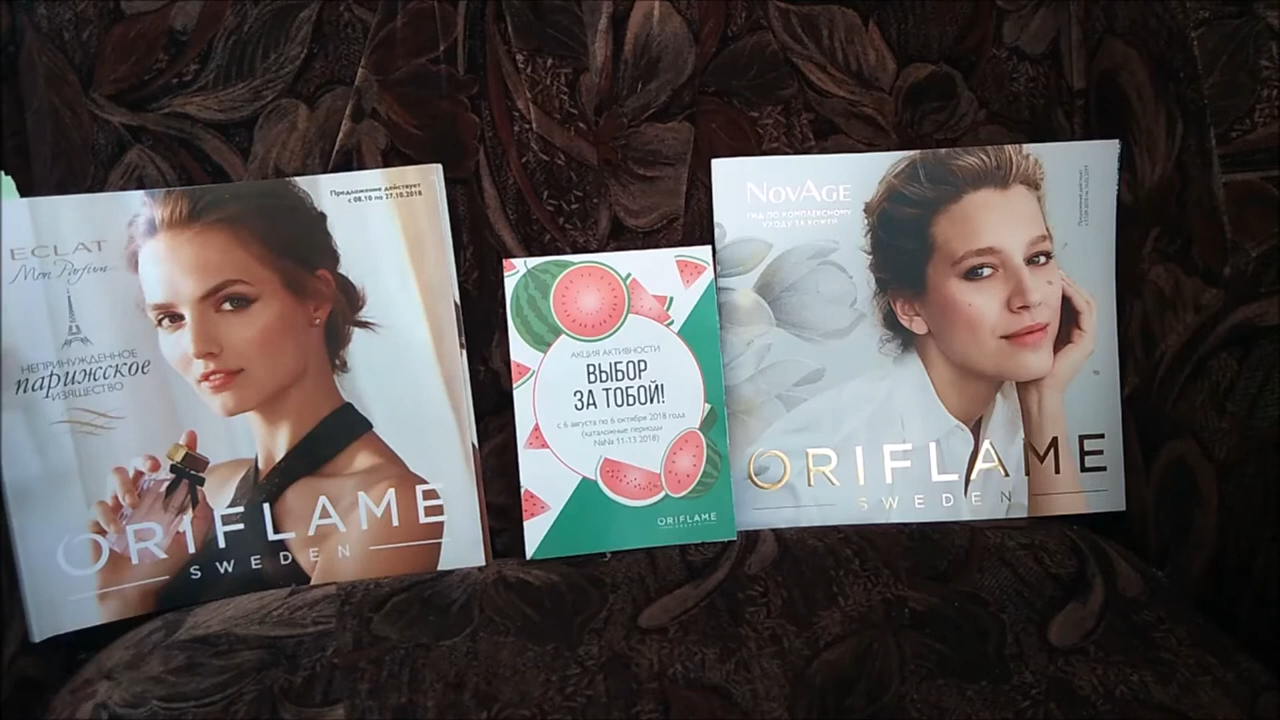 Предложение действует
с 08.10 по 27.10.2018
ECLAT
Mon Parfum
НЕПРИНУЖДЕННОЕ
парижское
ИЗЯЩЕСТВО
ORIFLAME
SWEDEN
АКЦИЯ АКТИВНОСТИ
ВЫБОР
ЗА ТОБОЙ!
с 6 августа по 6 октября 2018 года
(каталожные периоды
№№ 11-13 2018)
ORIFLAME
SWEDEN
NOVAGE
ГИД ПО КОМПЛЕКСНОМУ
УХОДУ ЗА КОЖЕЙ
ORIFLAME
SWEDEN